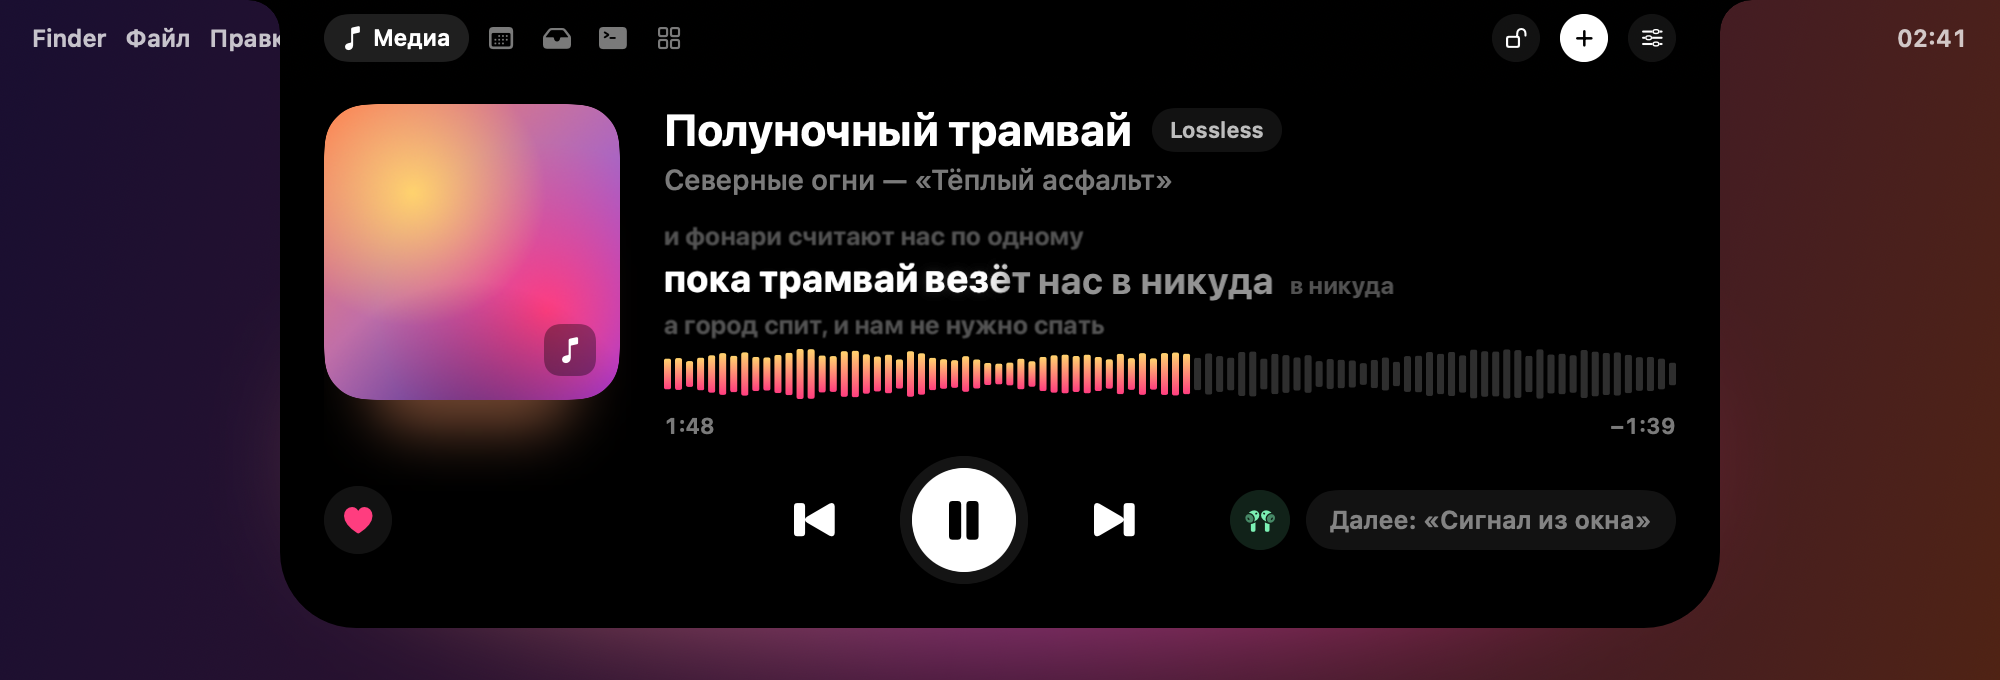 Finder Файл Правк
Медиа
02:41
Полуночный трамвай Lossless
Северные огни — «Тёплый асфальт»
и фонари считают нас по одному
пока трамвай везёт нас в никуда в никуда
а город спит, и нам не нужно спать
1:48 –1:39
Далее: «Сигнал из окна»